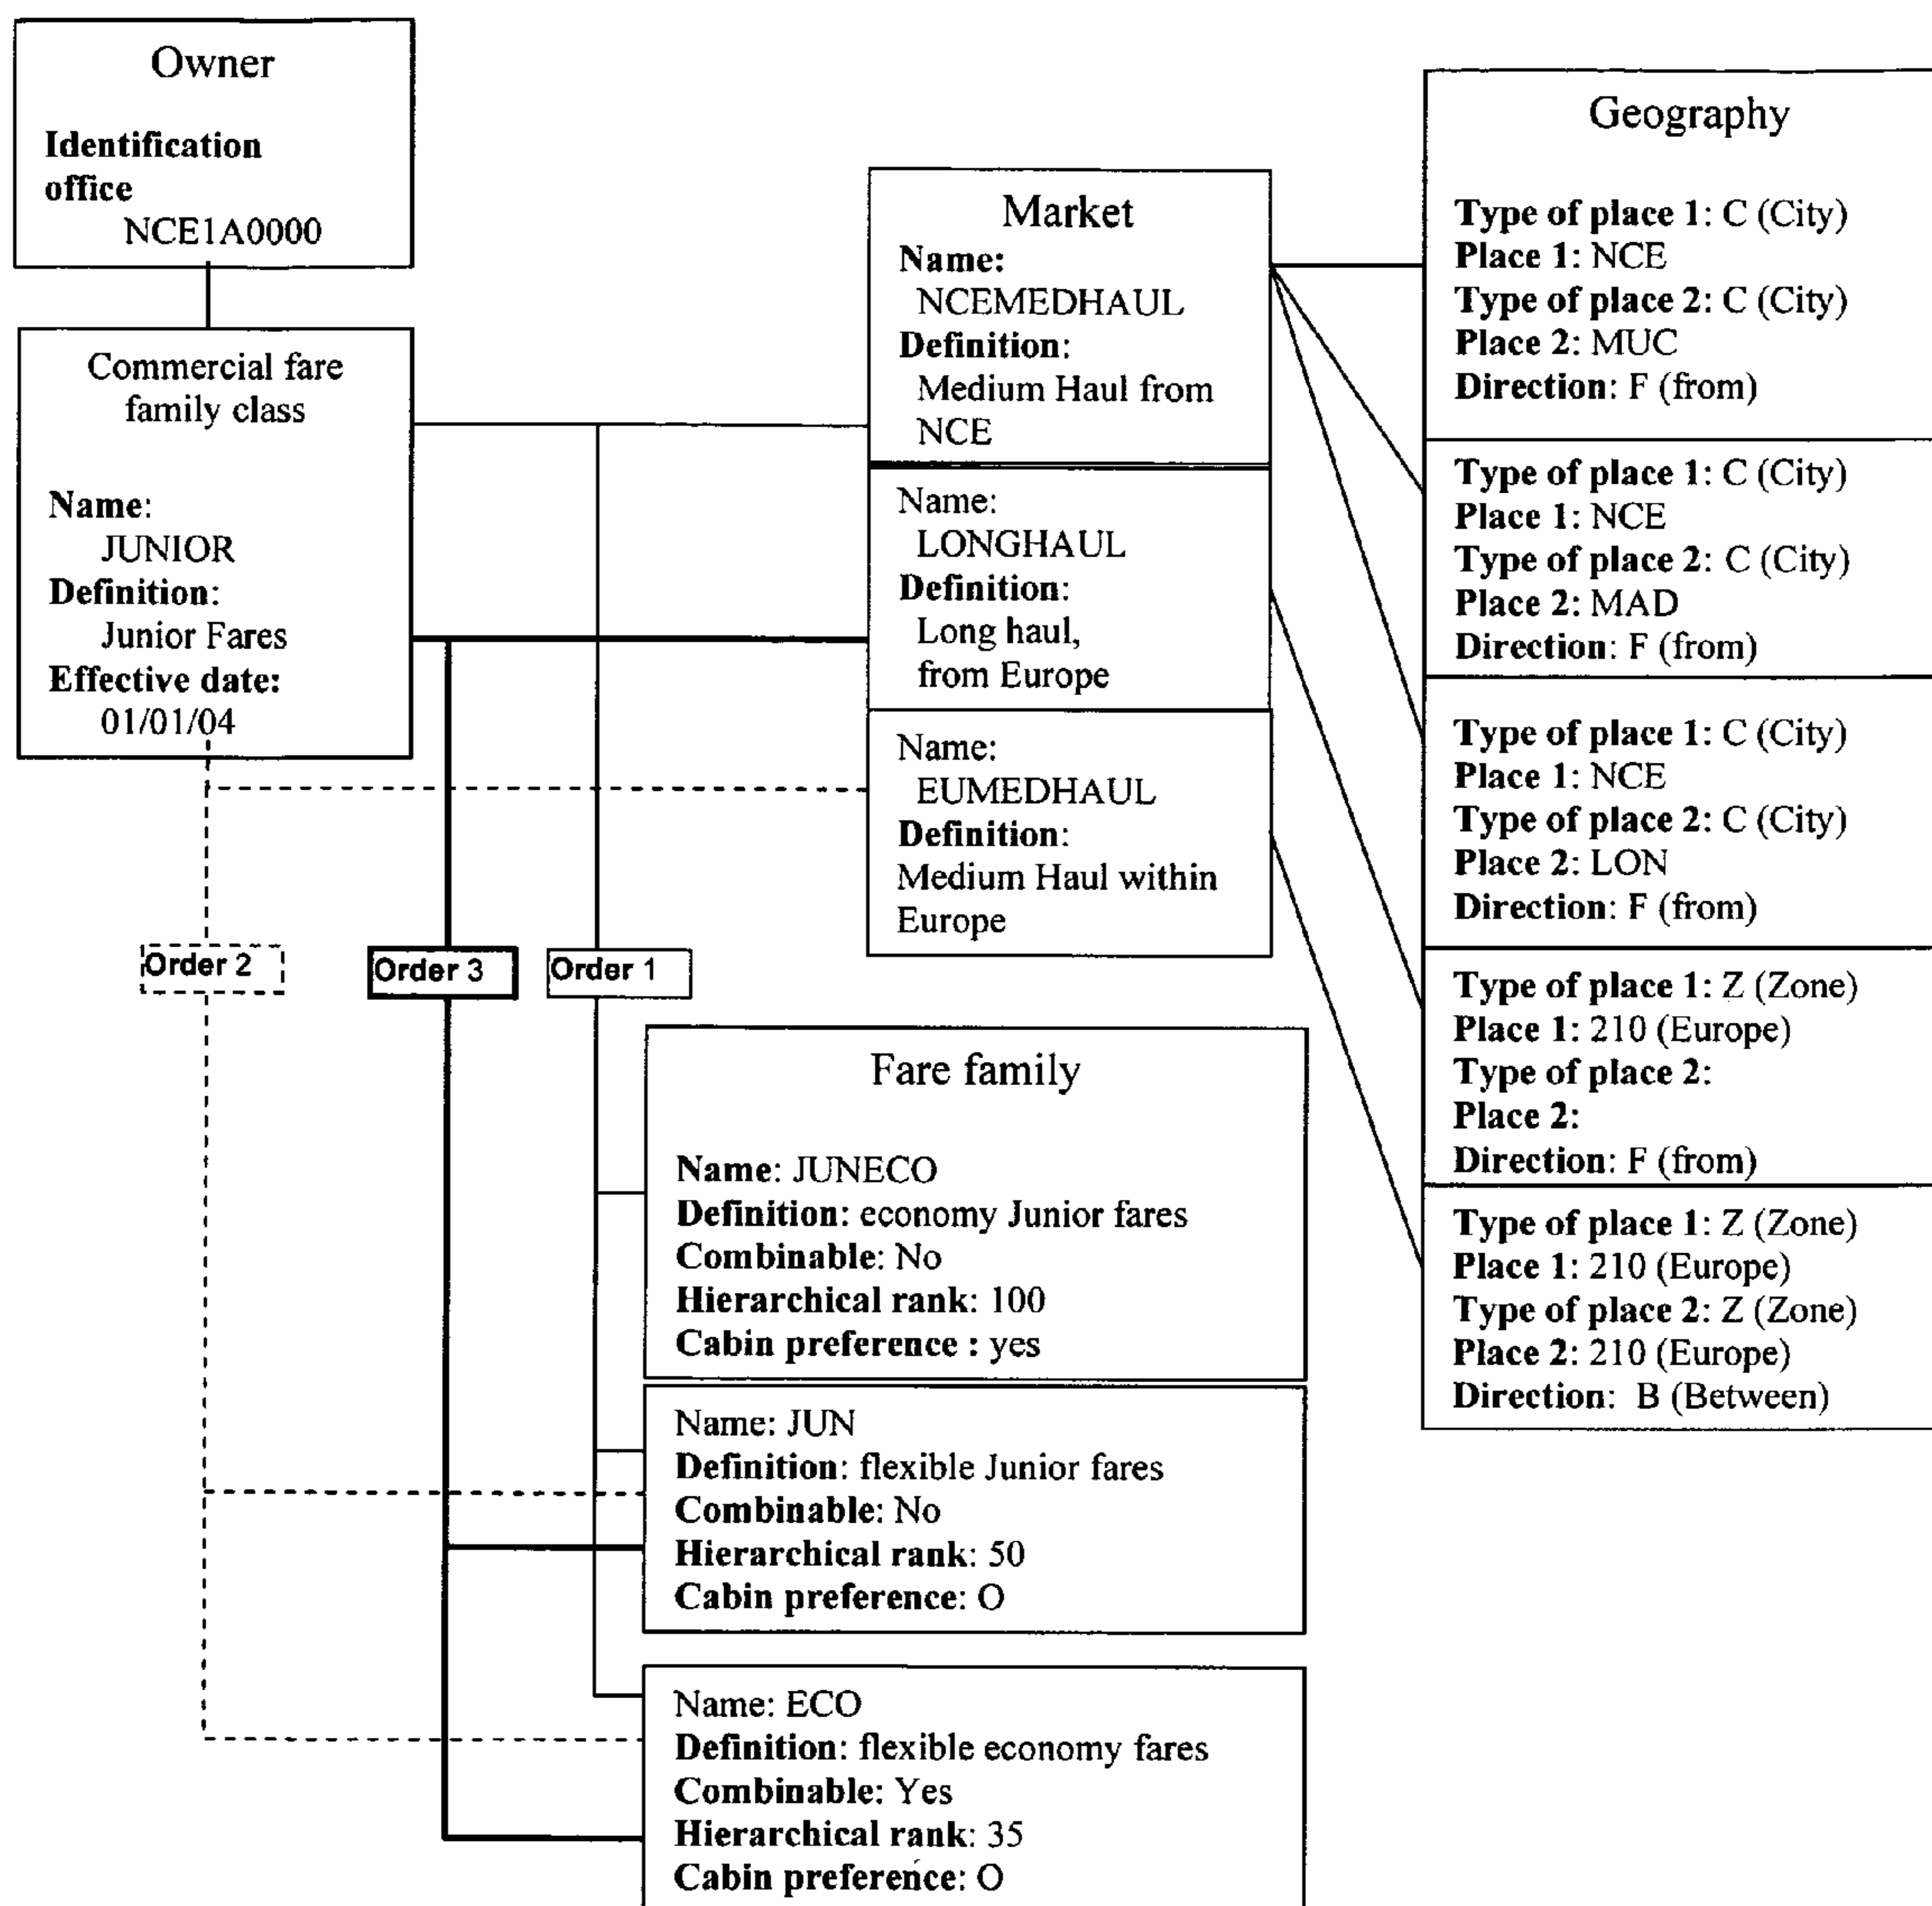 Owner
Identification
office
NCE1A0000
Commercial fare
family class
Name:
JUNIOR
Definition:
Junior Fares
Effective date:
01/01/04
Market
Name:
NCEMEDHAUL
Definition:
Medium Haul from
NCE
Name:
LONGHAUL
Definition:
Long haul,
from Europe
Name:
EUMEDHAUL
Definition:
Medium Haul within
Europe
Geography
Type of place 1: C (City)
Place 1: NCE
Type of place 2: C (City)
Place 2: MUC
Direction: F (from)
Type of place 1: C (City)
Place 1: NCE
Type of place 2: C (City)
Place 2: MAD
Direction: F (from)
Type of place 1: C (City)
Place 1: NCE
Type of place 2: C (City)
Place 2: LON
Direction: F (from)
Type of place 1: Z (Zone)
Place 1: 210 (Europe)
Type of place 2:
Place 2:
Direction: F (from)
Type of place 1: Z (Zone)
Place 1: 210 (Europe)
Type of place 2: Z (Zone)
Place 2: 210 (Europe)
Direction: B (Between)
Order 2
Order 3
Order 1
Fare family
Name: JUNECO
Definition: economy Junior fares
Combinable: No
Hierarchical rank: 100
Cabin preference : yes
Name: JUN
Definition: flexible Junior fares
Combinable: No
Hierarchical rank: 50
Cabin preference: O
Name: ECO
Definition: flexible economy fares
Combinable: Yes
Hierarchical rank: 35
Cabin preference: O